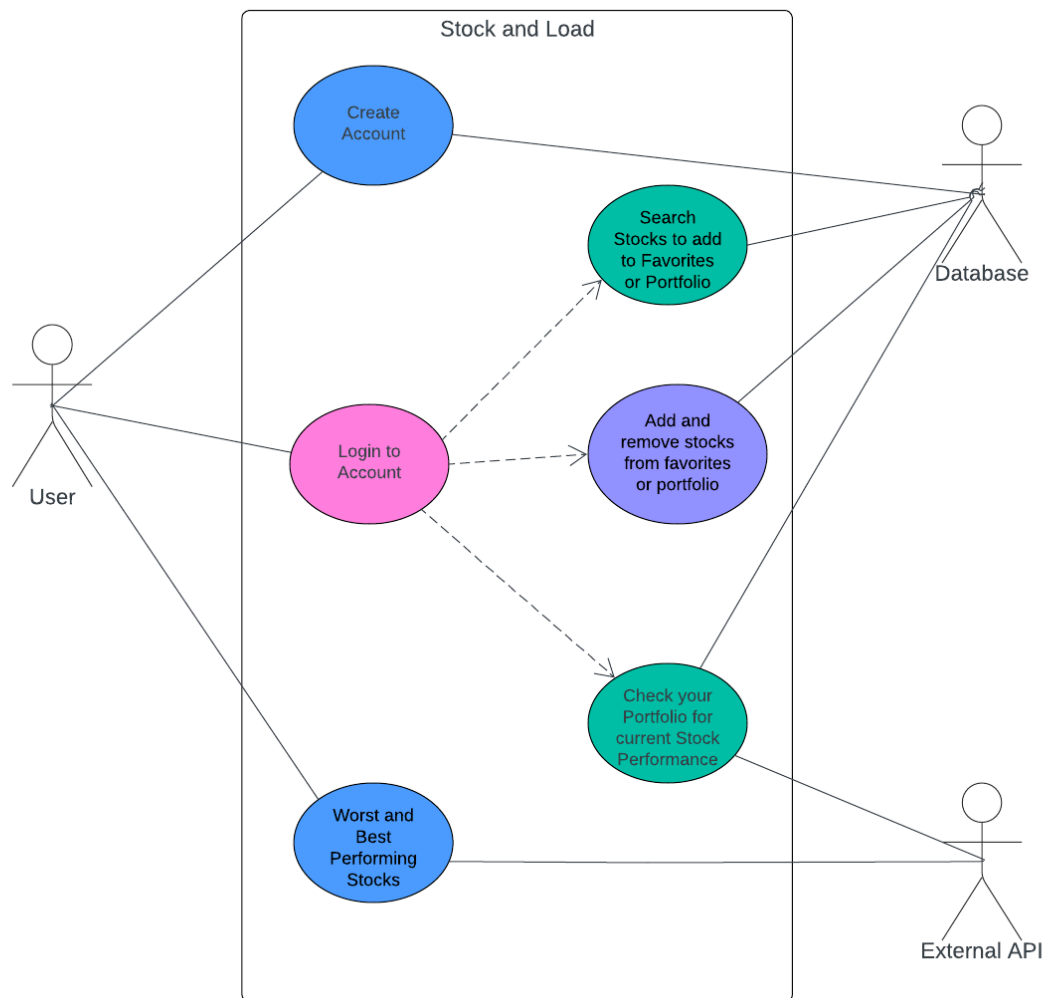 Stock and Load
Create
Account
Search
Stocks to add
to Favorites
or Portfolio
Database
Login to
Account
Add and
remove stocks
from favorites
or portfolio
User
Check your
Portfolio for
current Stock
Performance
Worst and
Best
Performing
Stocks
External API